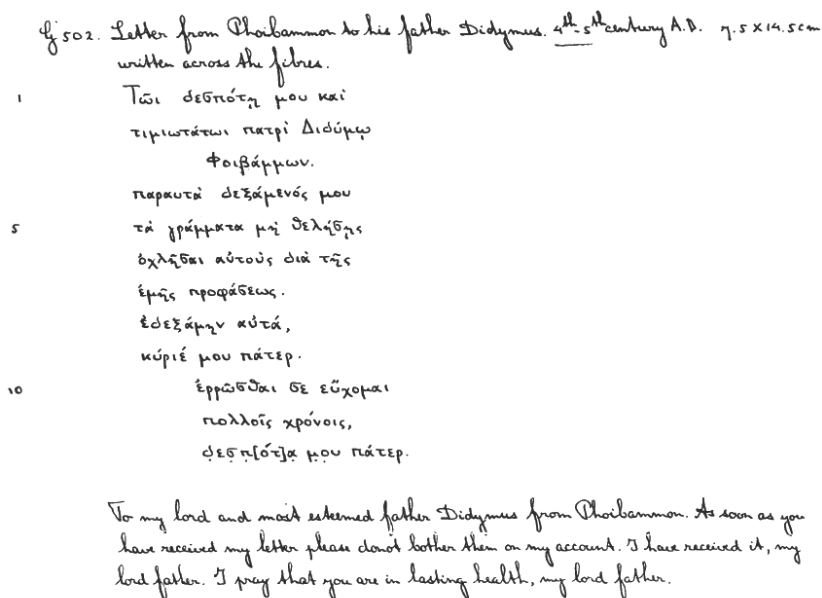 Gj 502. Letter from Phoibammon to his father Didymus. 4th-5th century A.D. 7.5 X 14.5 cm
written across the fibres.
1 Τῶι δεσπότῃ μου καὶ
τιμιωτάτωι πατρὶ Διδύμῳ
Φοιβάμμων.
παραυτὰ δεξάμενός μου
5 τὰ γράμματα μὴ θελήσῃς
ὀχλῆσαι αὐτοὺς διὰ τῆς
ἐμῆς προφάσεως.
ἐδεξάμην αὐτά,
κύριέ μου πάτερ.
10 ἐρρῶσθαι σε εὔχομαι
πολλοῖς χρόνοις,
δ̣εσ̣π̣[ότ]α̣ μ̣ο̣υ πάτερ.
To my lord and most esteemed father Didymus from Phoibammon. As soon as you
have received my letter please donot bother them on my account. I have received it, my
lord father. I pray that you are in lasting health, my lord father.